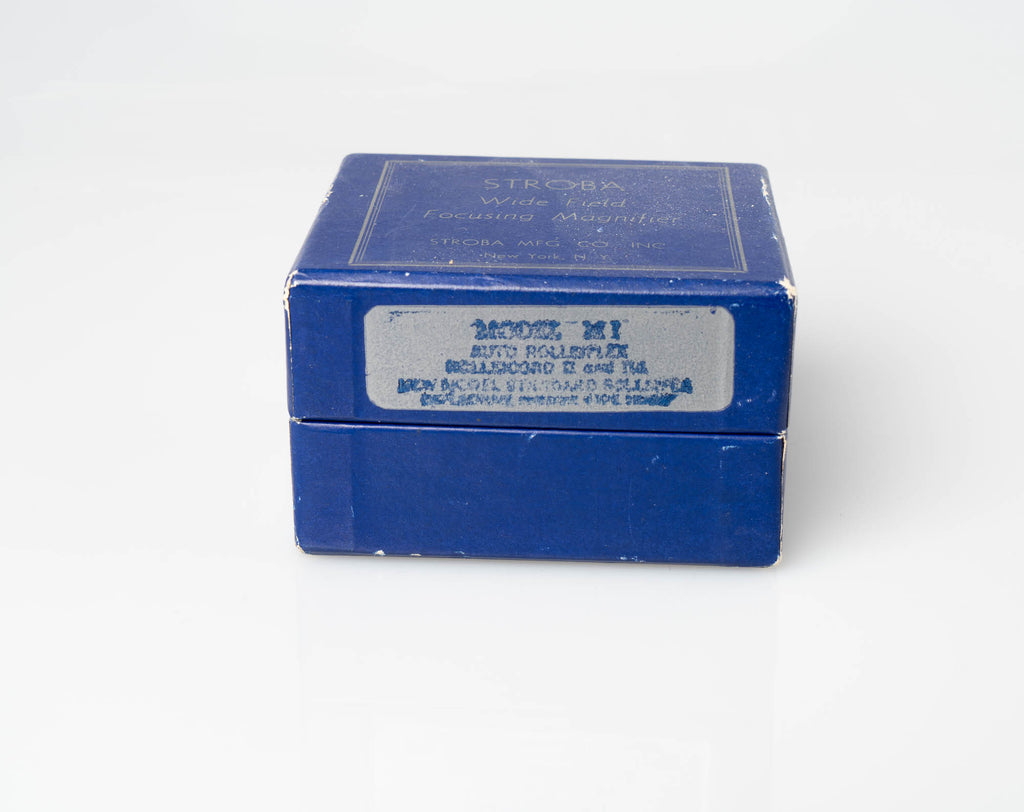 STROBA
Wide Field
Focusing Magnifier
STROBA MFG. CO. INC
New York, N. Y.
MODEL M1
AUTO ROLLEIFLEX
ROLLEICORD II and IIA
NEW MODEL STANDARD